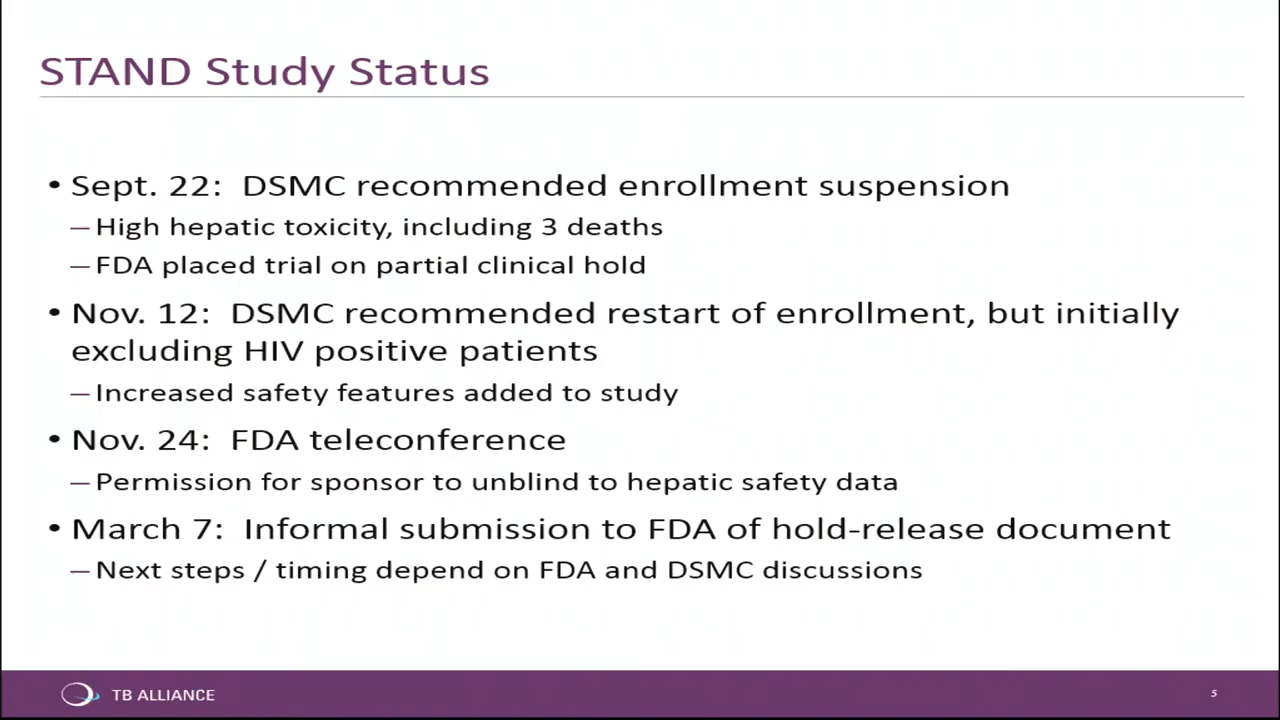 STAND Study Status
• Sept. 22: DSMC recommended enrollment suspension
– High hepatic toxicity, including 3 deaths
– FDA placed trial on partial clinical hold
• Nov. 12: DSMC recommended restart of enrollment, but initially
excluding HIV positive patients
– Increased safety features added to study
• Nov. 24: FDA teleconference
– Permission for sponsor to unblind to hepatic safety data
• March 7: Informal submission to FDA of hold-release document
– Next steps / timing depend on FDA and DSMC discussions
TB ALLIANCE
5